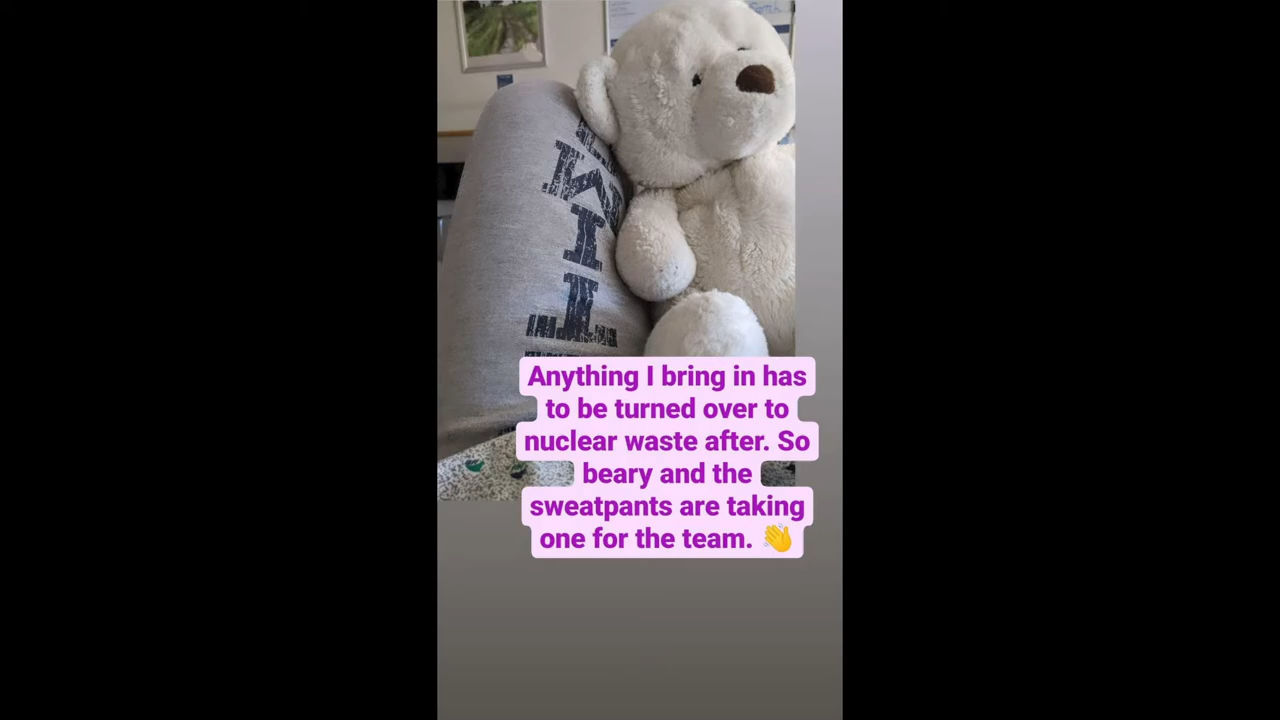 Anything I bring in has
to be turned over to
nuclear waste after. So
beary and the
sweatpants are taking
one for the team. 👋